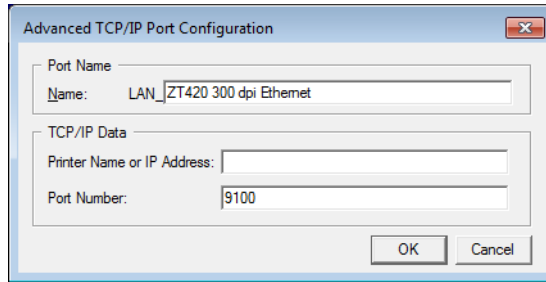 Advanced TCP/IP Port Configuration
Port Name
Name: LAN_ZT420 300 dpi Ethernet
TCP/IP Data
Printer Name or IP Address:
Port Number: 9100
OK Cancel